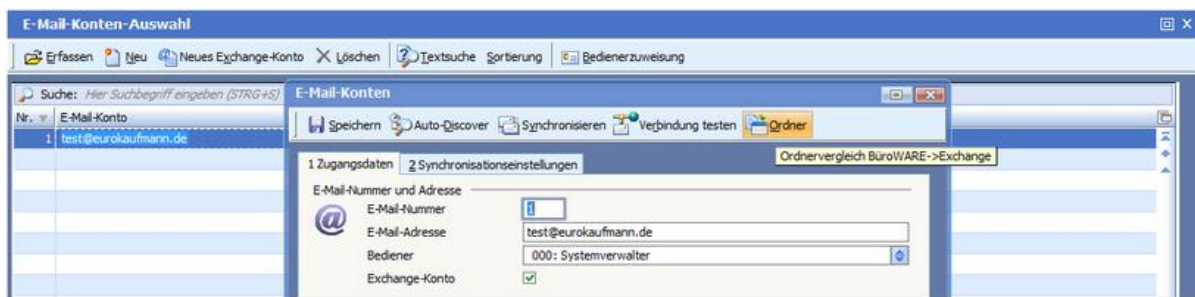 E-Mail-Konten-Auswahl
Erfassen Neu Neues Exchange-Konto Löschen Textsuche Sortierung Bedienerzuweisung
Suche: Hier Suchbegriff eingeben (STRG+S)
Nr. E-Mail-Konto
1 test@eurokaufmann.de
E-Mail-Konten
Speichern Auto-Discover Synchronisieren Verbindung testen Ordner
Ordnervergleich BüroWARE->Exchange
1 Zugangsdaten 2 Synchronisationseinstellungen
E-Mail-Nummer und Adresse
E-Mail-Nummer 1
E-Mail-Adresse test@eurokaufmann.de
Bediener 000: Systemverwalter
Exchange-Konto